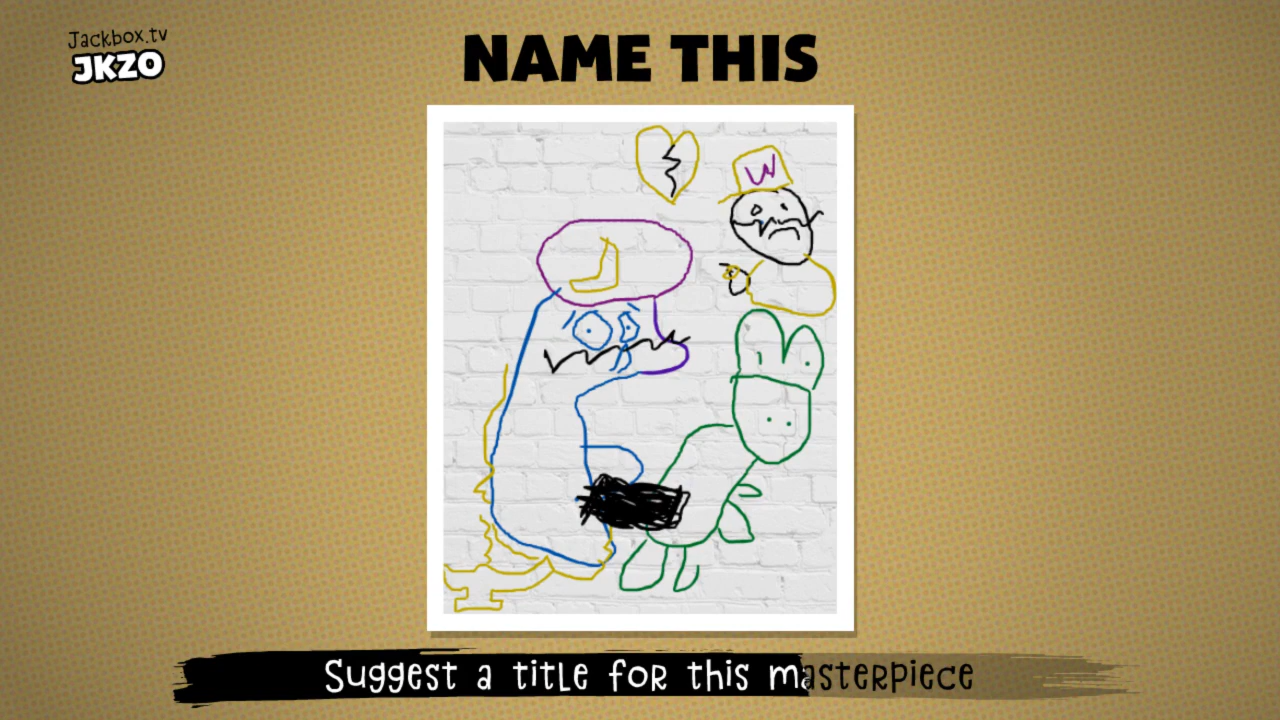 Jackbox.tv
JKZO
NAME THIS
W
Suggest a title for this masterpiece